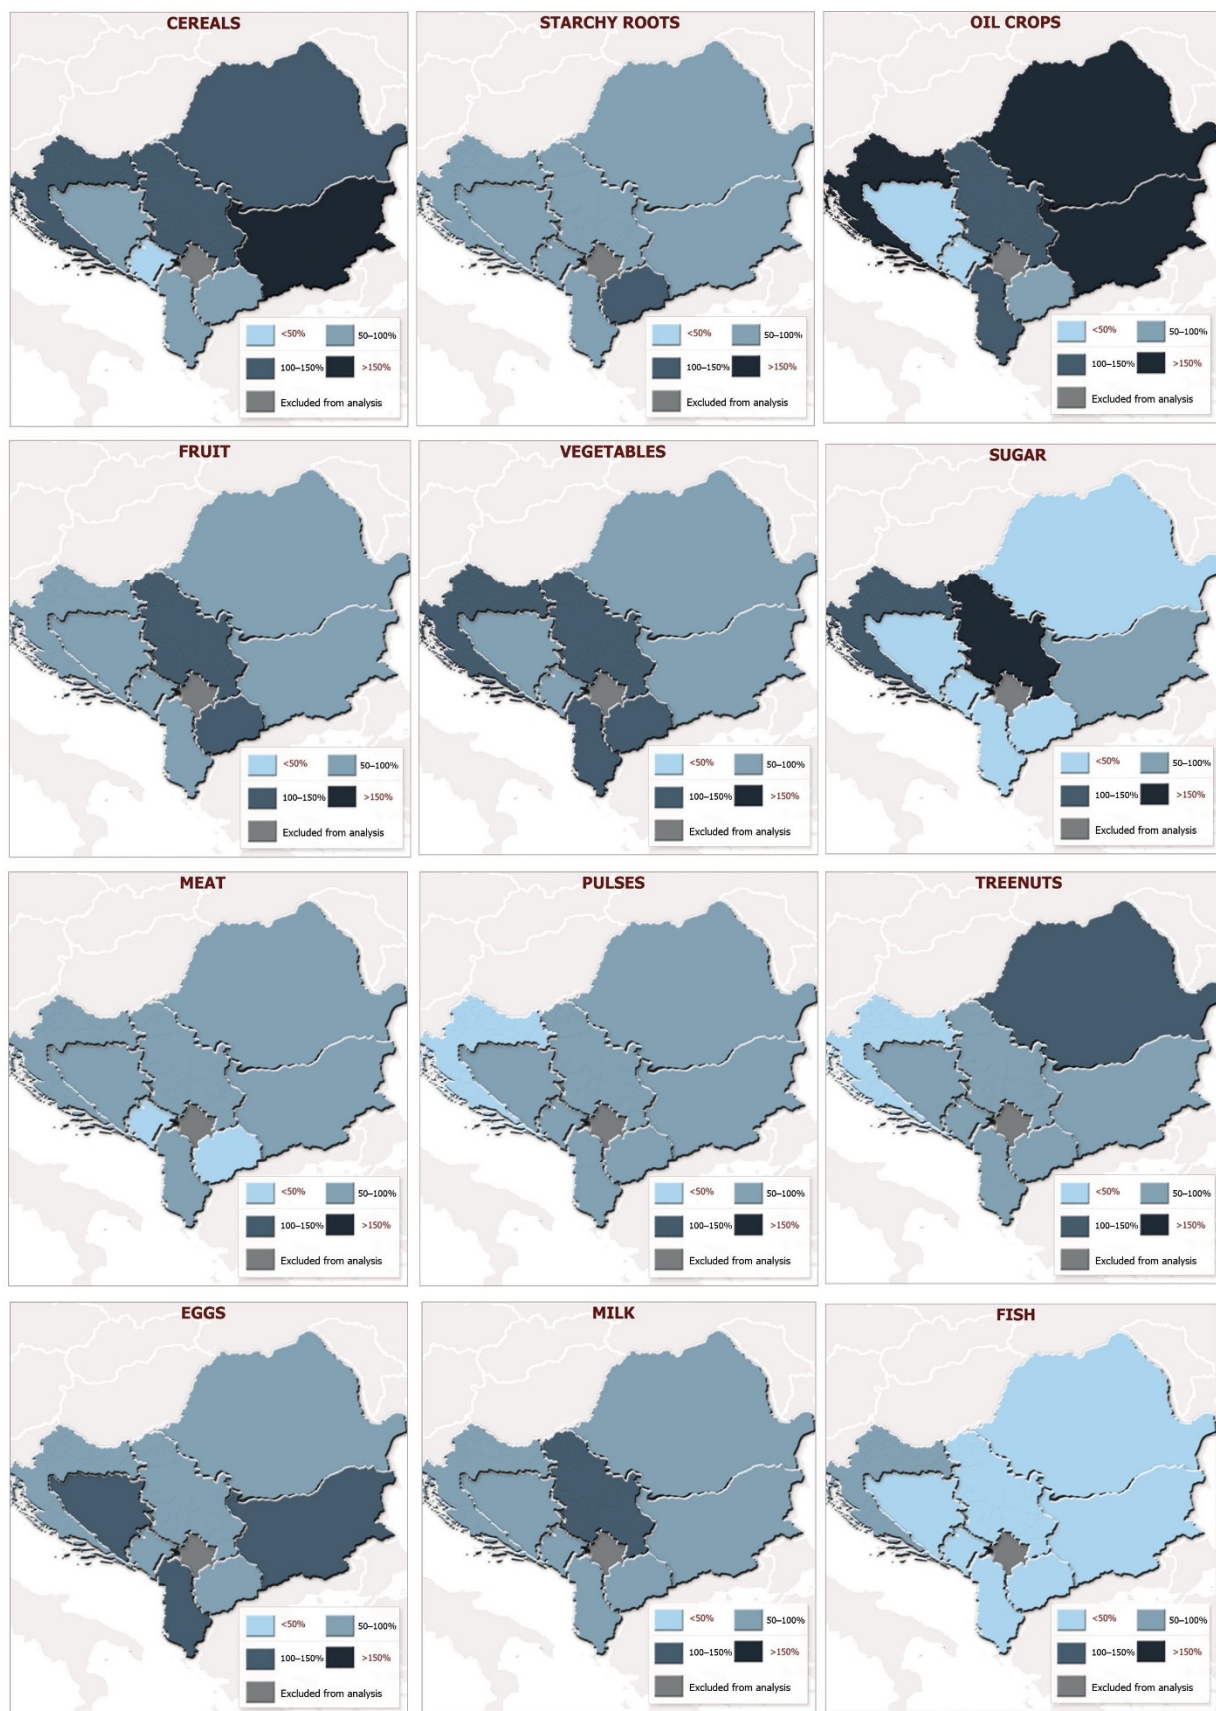 CEREALS
<50%
50–100%
100–150%
>150%
Excluded from analysis
STARCHY ROOTS
<50%
50–100%
100–150%
>150%
Excluded from analysis
OIL CROPS
<50%
50–100%
100–150%
>150%
Excluded from analysis
FRUIT
<50%
50–100%
100–150%
>150%
Excluded from analysis
VEGETABLES
<50%
50–100%
100–150%
>150%
Excluded from analysis
SUGAR
<50%
50–100%
100–150%
>150%
Excluded from analysis
MEAT
<50%
50–100%
100–150%
>150%
Excluded from analysis
PULSES
<50%
50–100%
100–150%
>150%
Excluded from analysis
TREENUTS
<50%
50–100%
100–150%
>150%
Excluded from analysis
EGGS
<50%
50–100%
100–150%
>150%
Excluded from analysis
MILK
<50%
50–100%
100–150%
>150%
Excluded from analysis
FISH
<50%
50–100%
100–150%
>150%
Excluded from analysis